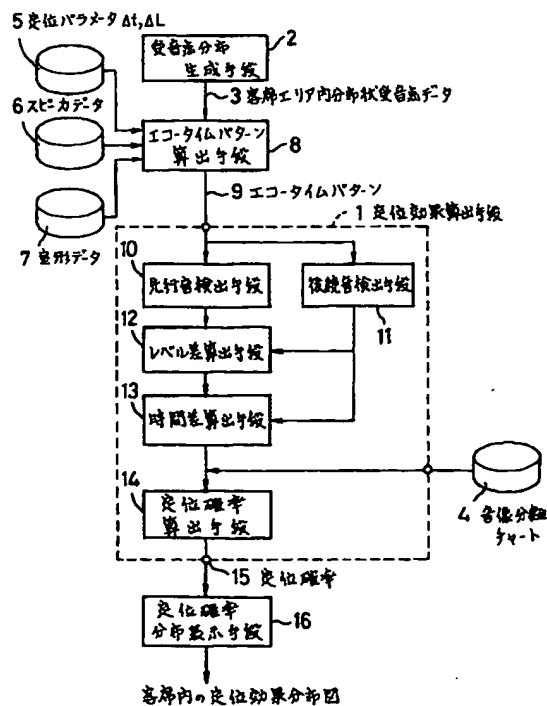 5 定位パラメータΔt,ΔL
受音点分布
生成手段
2
3 客席エリア内分布状受音点データ
6 スピーカデータ
エコータイムパターン
算出手段
8
9 エコータイムパターン
7 室形データ
1 定位効果算出手段
10
先行音検出手段
後続音検出手段
11
12
レベル差算出手段
13
時間差算出手段
14
定位確率
算出手段
4 音像分離
チャート
15 定位確率
定位確率
分布表示手段
16
客席内の定位効果分布図